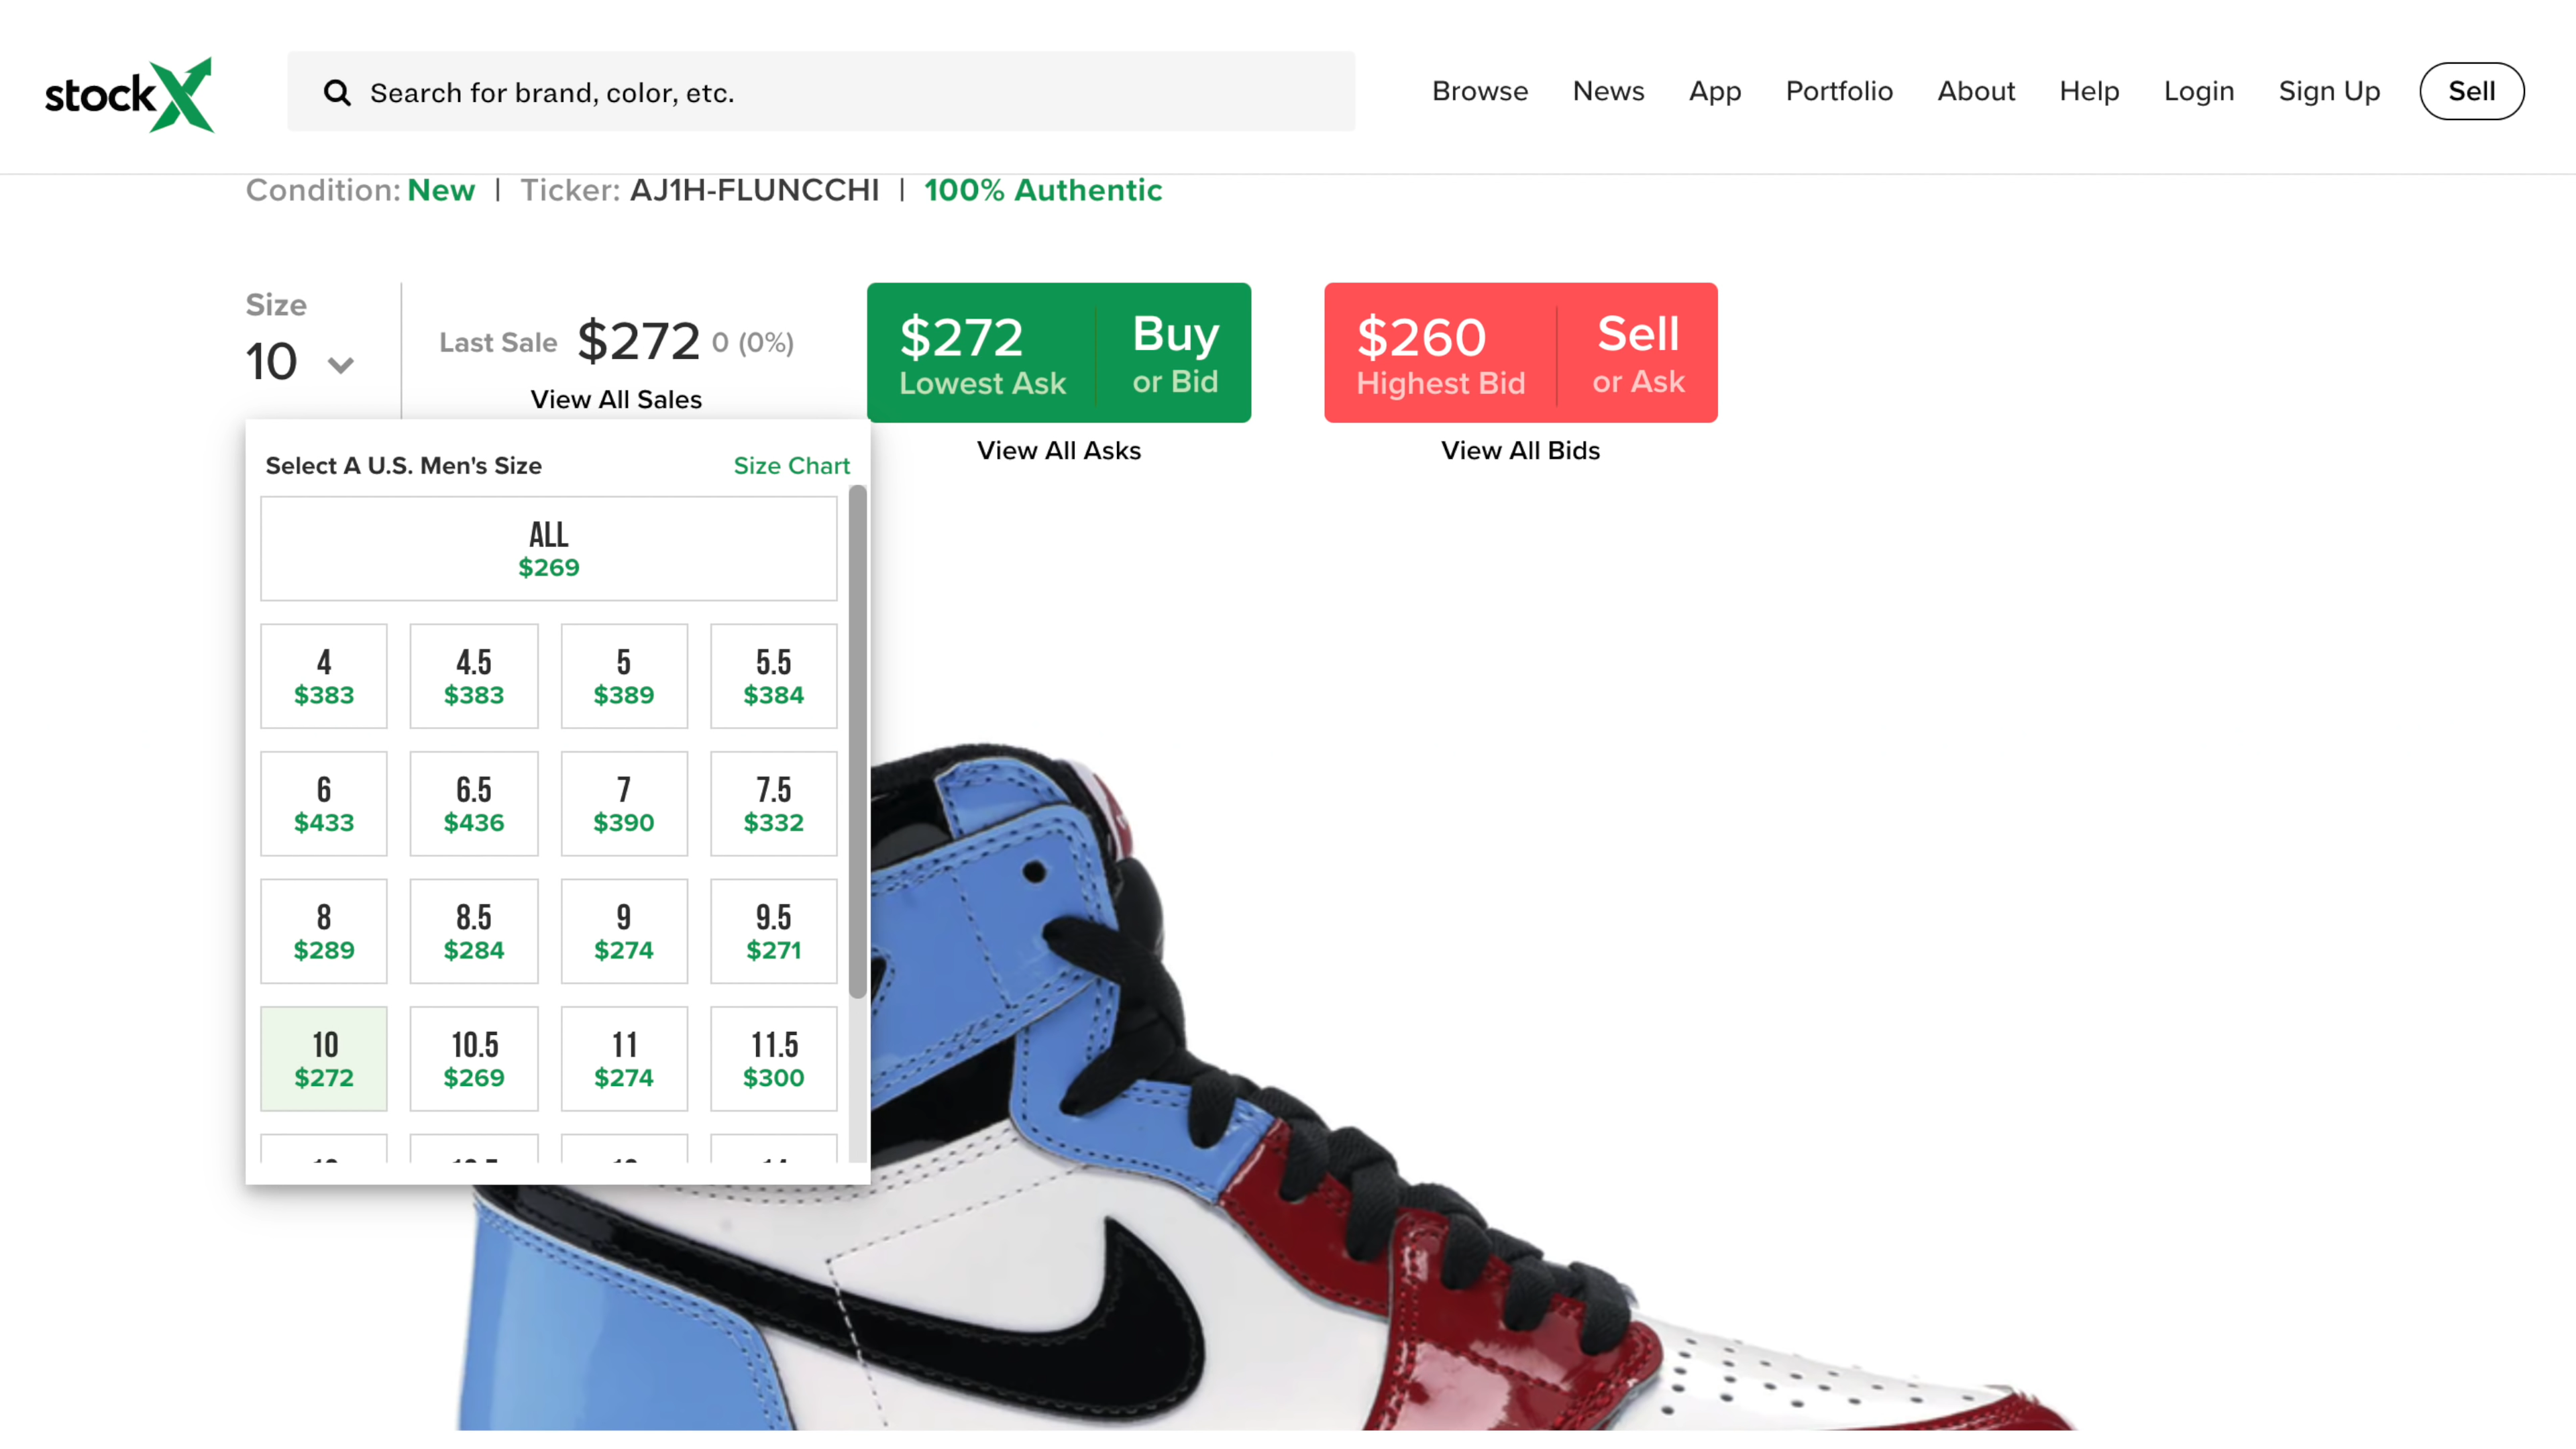 stockX
Search for brand, color, etc.
Browse News App Portfolio About Help Login Sign Up Sell
Condition: New | Ticker: AJ1H-FLUNCCHI | 100% Authentic
Size
10
Last Sale $272 0 (0%)
View All Sales
$272 Buy
Lowest Ask or Bid
View All Asks
$260 Sell
Highest Bid or Ask
View All Bids
Select A U.S. Men's Size Size Chart
ALL
$269
4 4.5 5 5.5
$383 $383 $389 $384
6 6.5 7 7.5
$433 $436 $390 $332
8 8.5 9 9.5
$289 $284 $274 $271
10 10.5 11 11.5
$272 $269 $274 $300